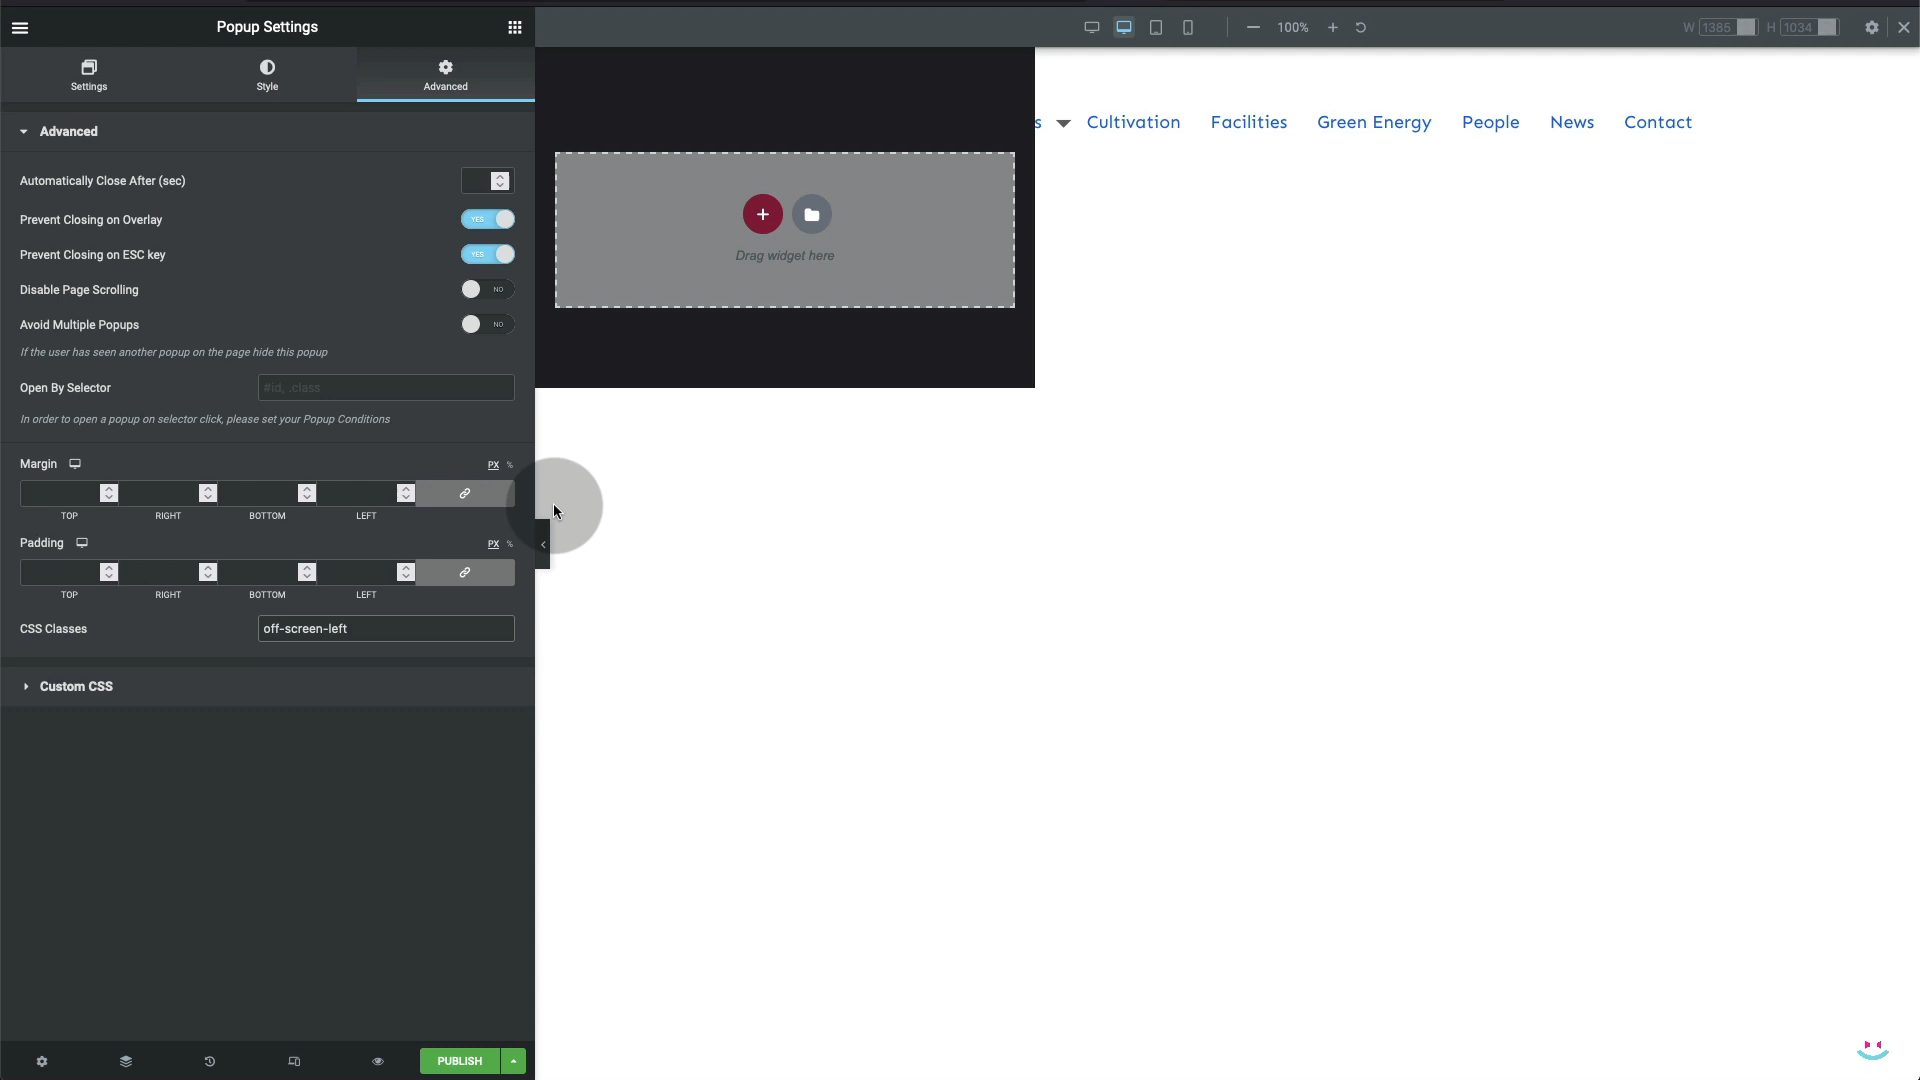 Popup Settings
100%
W 1385 H 1034
Settings
Style
Advanced
s Cultivation Facilities Green Energy People News Contact
Advanced
Automatically Close After (sec)
Prevent Closing on Overlay YES
Drag widget here
Prevent Closing on ESC key YES
Disable Page Scrolling NO
Avoid Multiple Popups NO
If the user has seen another popup on the page hide this popup
Open By Selector #id, .class
In order to open a popup on selector click, please set your Popup Conditions
Margin PX %
TOP RIGHT BOTTOM LEFT
Padding PX %
TOP RIGHT BOTTOM LEFT
CSS Classes off-screen-left
Custom CSS
PUBLISH